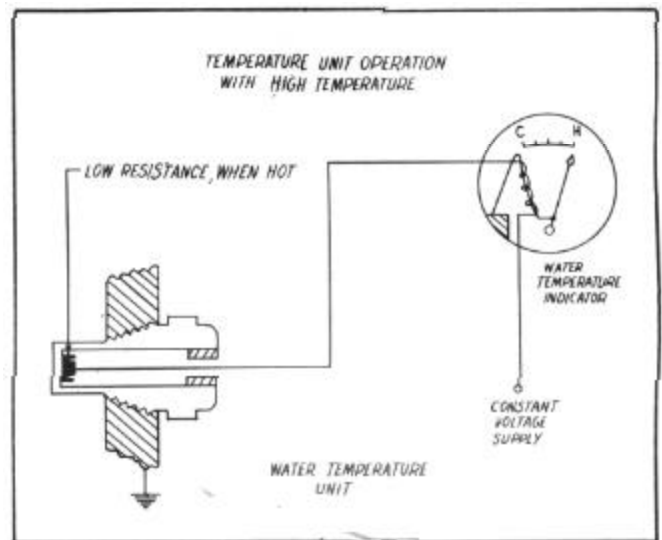 TEMPERATURE UNIT OPERATION
WITH HIGH TEMPERATURE
C H
LOW RESISTANCE, WHEN HOT
WATER
TEMPERATURE
INDICATOR
CONSTANT
VOLTAGE
SUPPLY
WATER TEMPERATURE
UNIT